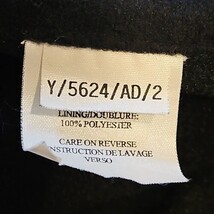 Y/5624/AD/2
LINING/DOUBLURE:
100% POLYESTER
CARE ON REVERSE
INSTRUCTION DE LAVAGE
VERSO